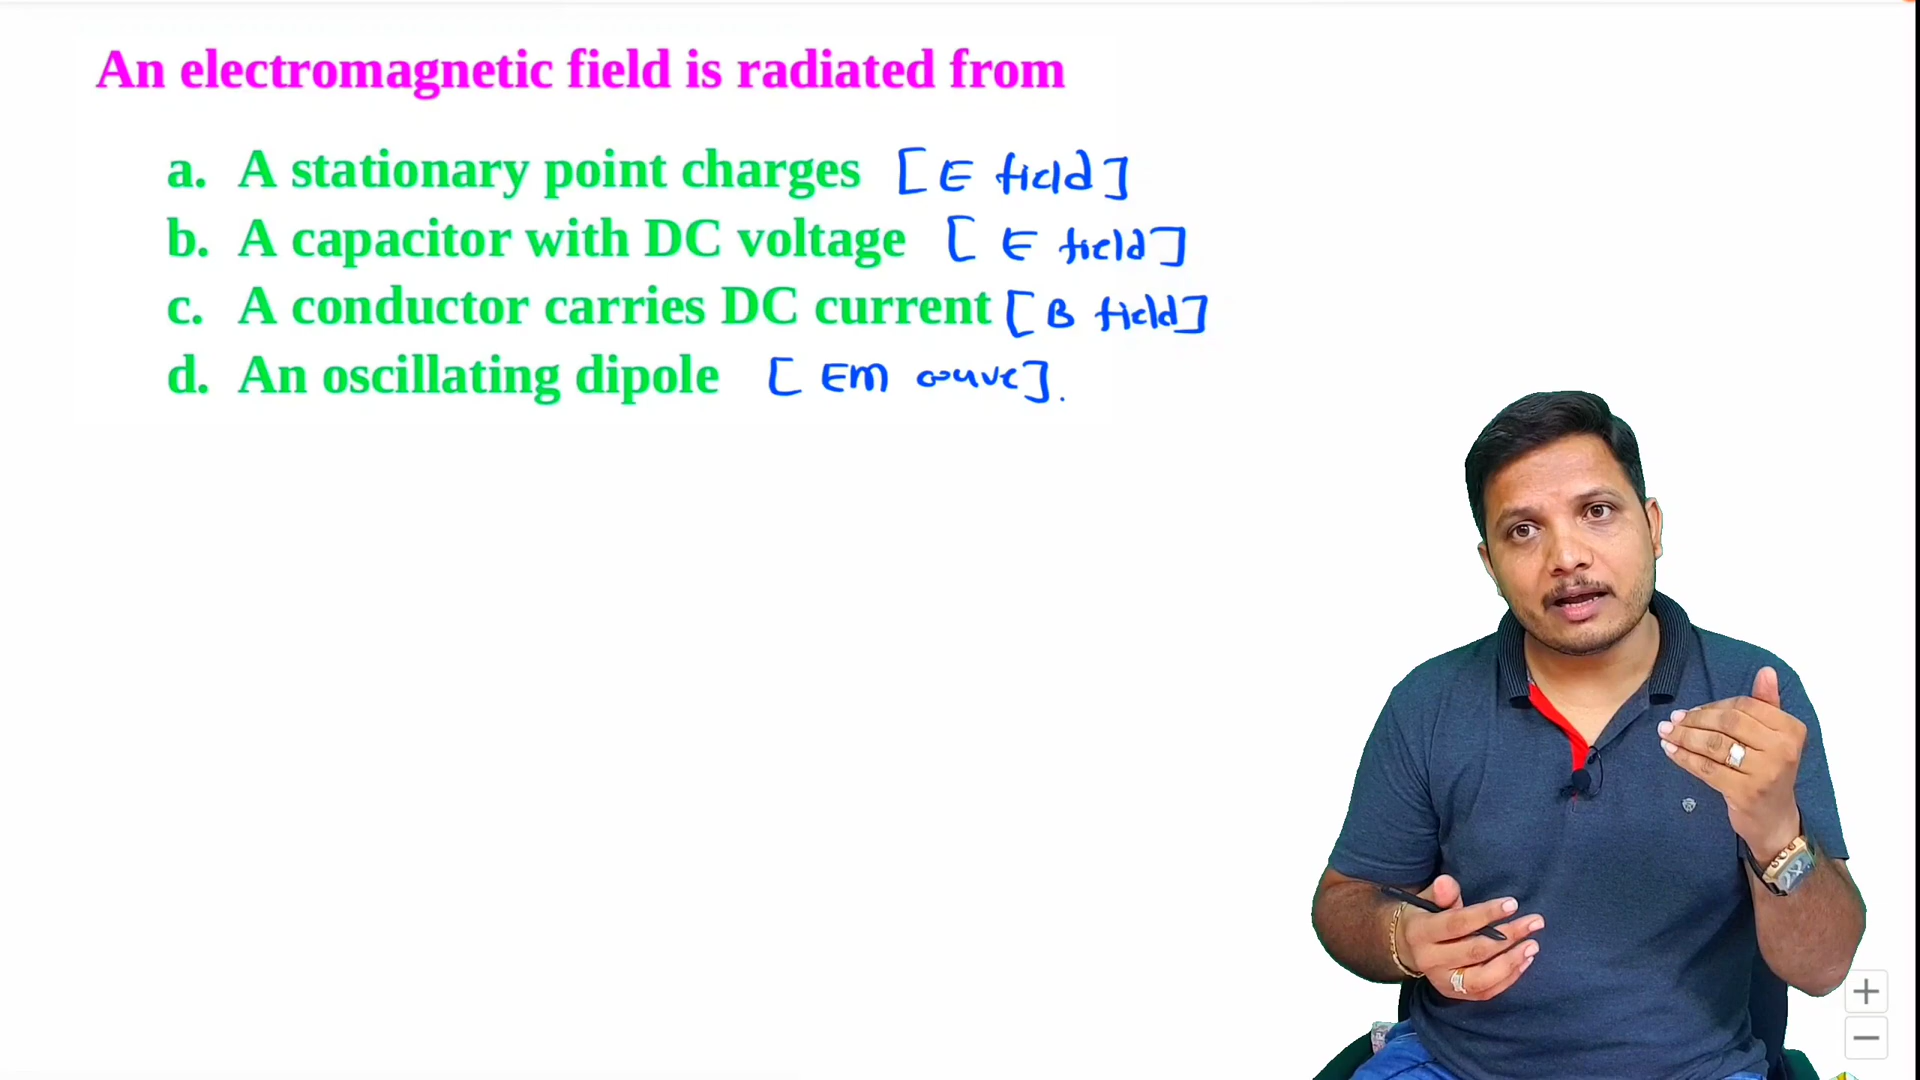 An electromagnetic field is radiated from
a. A stationary point charges [E field]
b. A capacitor with DC voltage [E field]
c. A conductor carries DC current [B field]
d. An oscillating dipole [EM wave].